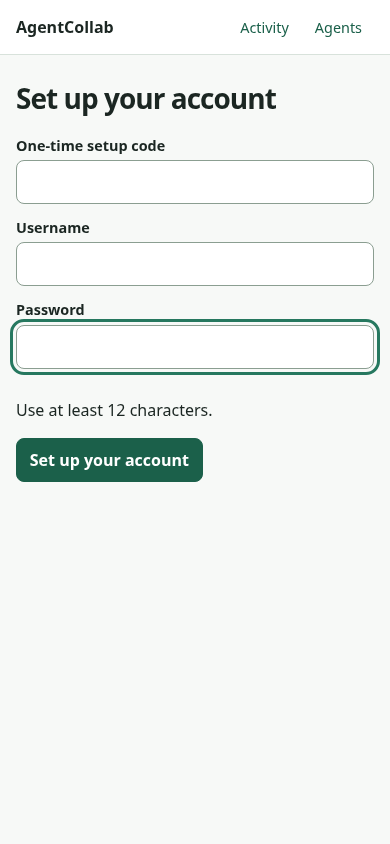 AgentCollab Activity Agents
Set up your account
One-time setup code
Username
Password
Use at least 12 characters.
Set up your account